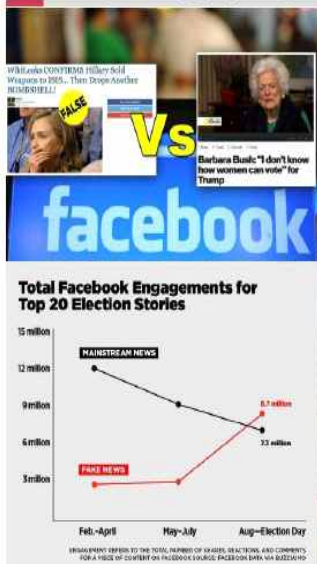 WikiLeaks CONFIRMS Hillary Sold
Weapons to ISIS... Then Drops Another
BOMBSHELL!
FALSE
Vs
Barbara Bush: "I don't know
how women can vote" for
Trump
facebook
Total Facebook Engagements for
Top 20 Election Stories
15 million
12 million
9 million
6 million
3 million
MAINSTREAM NEWS
8.7 million
7.3 million
FAKE NEWS
Feb.–April
May–July
Aug–Election Day
ENGAGEMENT REFERS TO THE TOTAL NUMBER OF SHARES, REACTIONS, AND COMMENTS
FOR A PIECE OF CONTENT ON FACEBOOK SOURCE: FACEBOOK DATA VIA BUZZSUMO